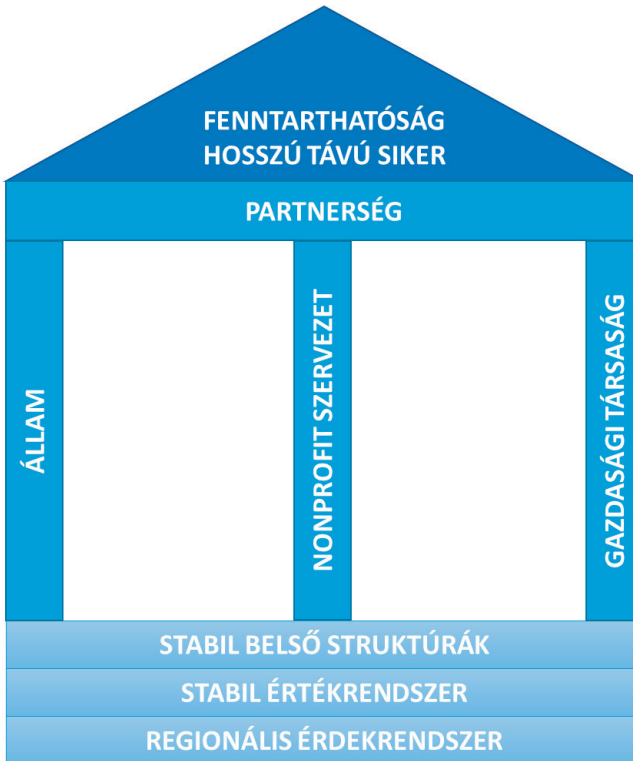 FENNTARTHATÓSÁG
HOSSZÚ TÁVÚ SIKER
PARTNERSÉG
ÁLLAM
NONPROFIT SZERVEZET
GAZDASÁGI TÁRSASÁG
STABIL BELSŐ STRUKTÚRÁK
STABIL ÉRTÉKRENDSZER
REGIONÁLIS ÉRDEKRENDSZER